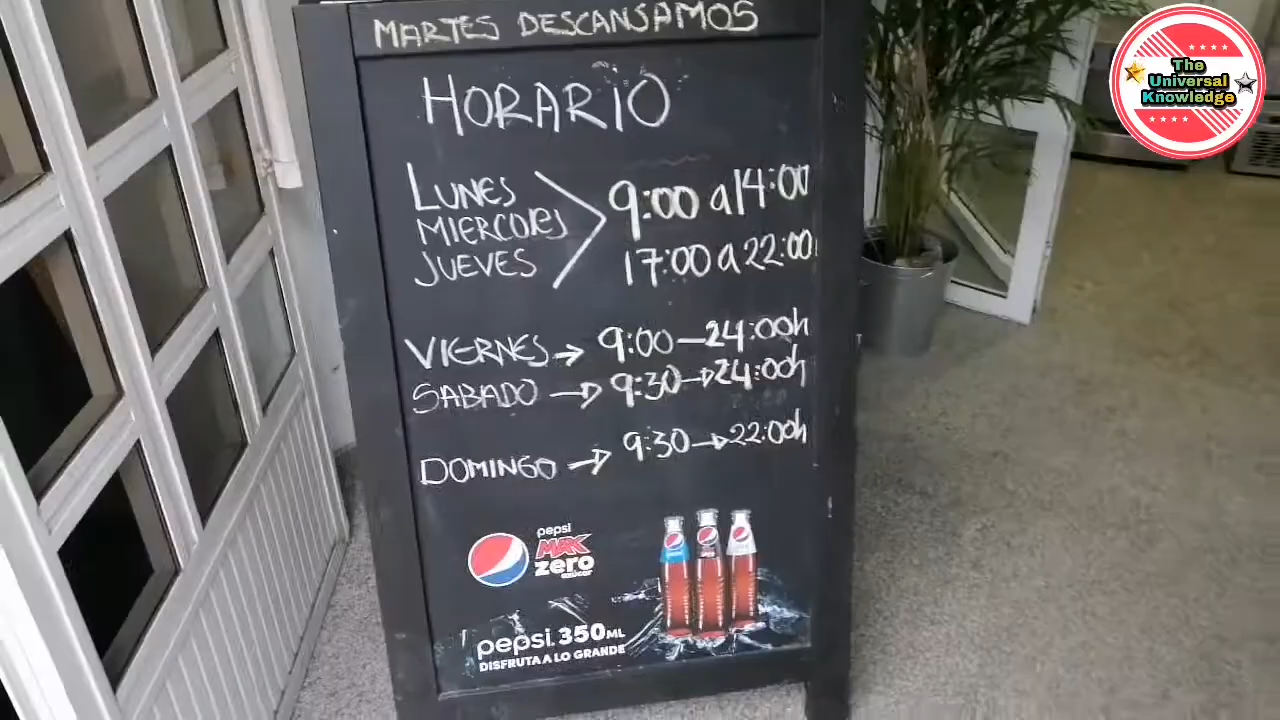 MARTES DESCANSAMOS
HORARIO
LUNES
MIERCOLES
JUEVES
9:00 a 14:00
17:00 a 22:00
VIERNES → 9:00 — 24:00h
SABADO → 9:30 → 24:00h
DOMINGO → 9:30 → 22:00h
pepsi
MAX
zero
azúcar
pepsi. 350ML
DISFRUTA A LO GRANDE
The
Universal
Knowledge